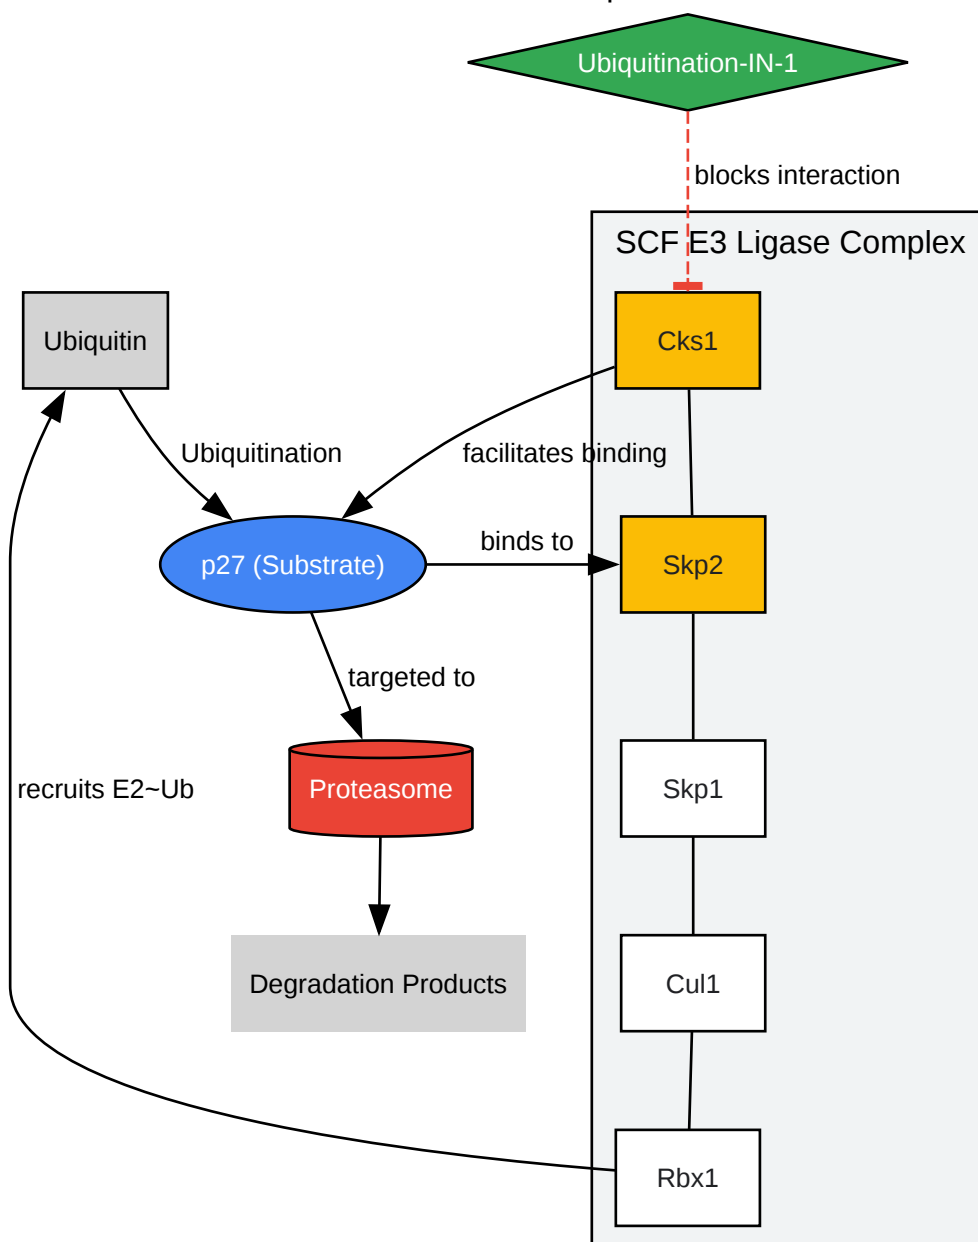 Ubiquitination-IN-1
blocks interaction
SCF E3 Ligase Complex
Ubiquitin
Cks1
Ubiquitination
facilitates binding
binds to
p27 (Substrate)
Skp2
targeted to
recruits E2~Ub
Proteasome
Skp1
Degradation Products
Cul1
Rbx1